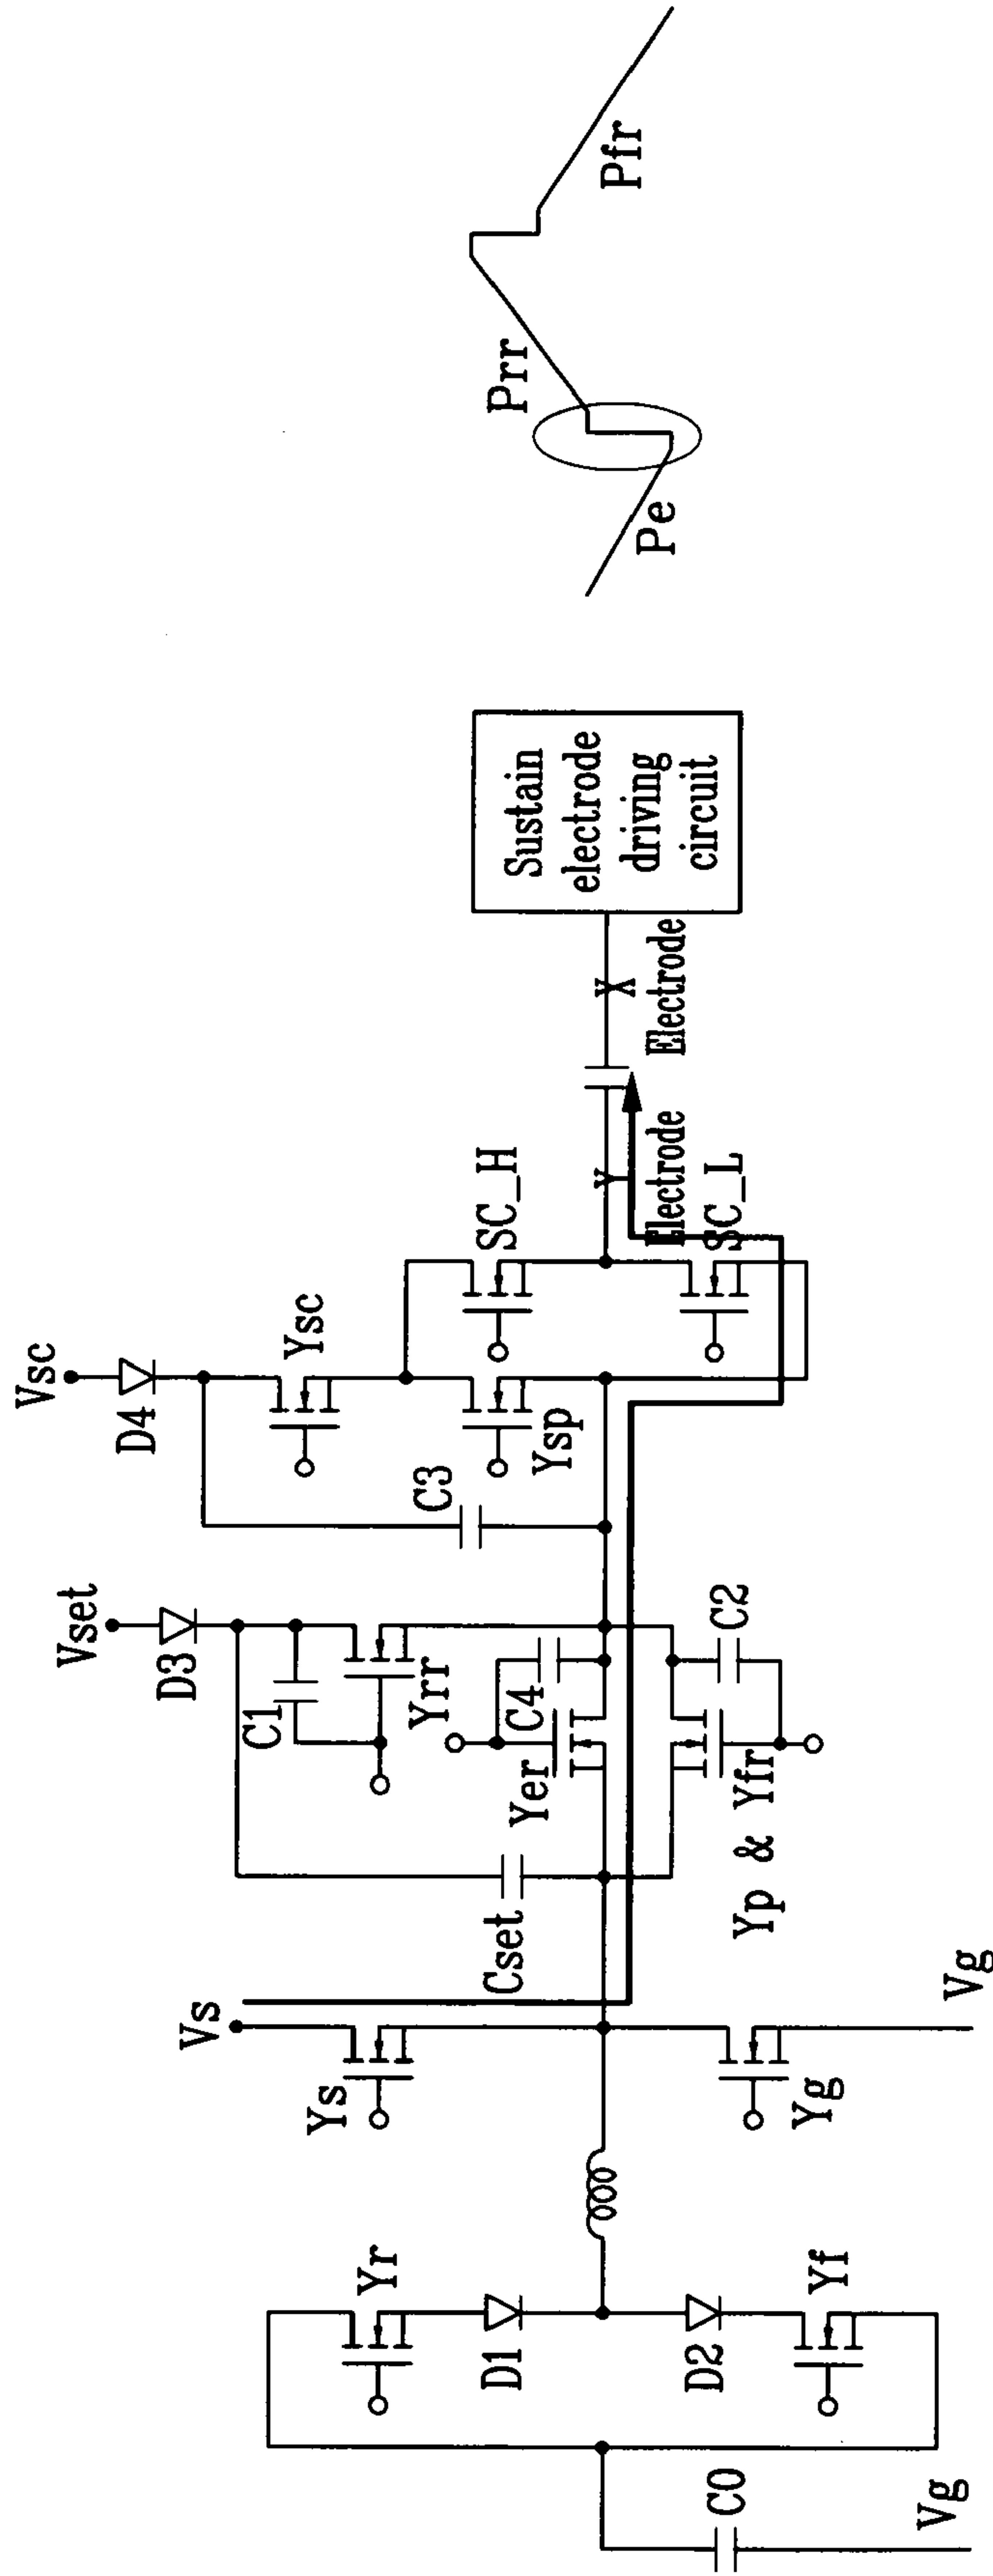 Vg
C0
Yr
D1
D2
Yf
Vs
Ys
Yg
Vg
Vset
D3
C1
Yrr
Cset
Yer
C4
C2
Yp & Yfr
Vsc
D4
Ysc
C3
Ysp
SC_H
SC_L
Y
Electrode
X
Electrode
Sustain
electrode
driving
circuit
Pe
Prr
Pfr